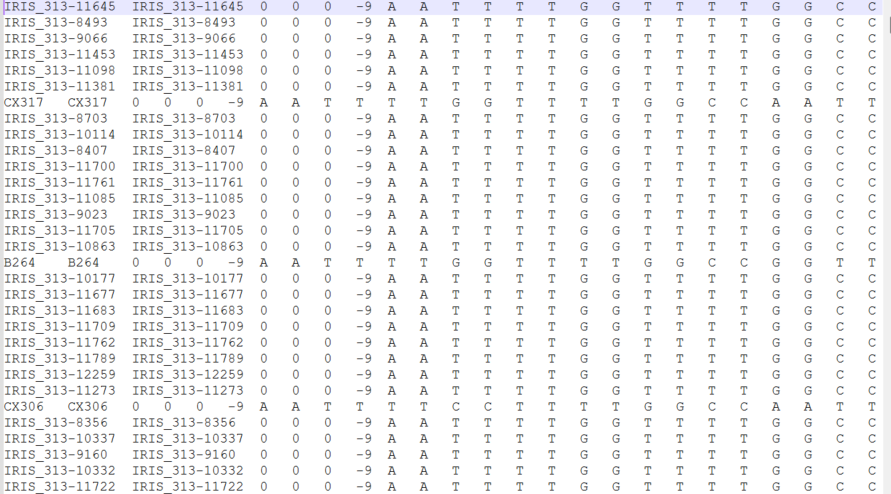 IRIS_313-11645 IRIS_313-11645 0 0 0 -9 A A T T T T G G T T T T G G C C
IRIS_313-8493 IRIS_313-8493 0 0 0 -9 A A T T T T G G T T T T G G C C
IRIS_313-9066 IRIS_313-9066 0 0 0 -9 A A T T T T G G T T T T G G C C
IRIS_313-11453 IRIS_313-11453 0 0 0 -9 A A T T T T G G T T T T G G C C
IRIS_313-11098 IRIS_313-11098 0 0 0 -9 A A T T T T G G T T T T G G C C
IRIS_313-11381 IRIS_313-11381 0 0 0 -9 A A T T T T G G T T T T G G C C
CX317 CX317 0 0 0 -9 A A T T T T G G T T T T G G C C A A T T
IRIS_313-8703 IRIS_313-8703 0 0 0 -9 A A T T T T G G T T T T G G C C
IRIS_313-10114 IRIS_313-10114 0 0 0 -9 A A T T T T G G T T T T G G C C
IRIS_313-8407 IRIS_313-8407 0 0 0 -9 A A T T T T G G T T T T G G C C
IRIS_313-11700 IRIS_313-11700 0 0 0 -9 A A T T T T G G T T T T G G C C
IRIS_313-11761 IRIS_313-11761 0 0 0 -9 A A T T T T G G T T T T G G C C
IRIS_313-11085 IRIS_313-11085 0 0 0 -9 A A T T T T G G T T T T G G C C
IRIS_313-9023 IRIS_313-9023 0 0 0 -9 A A T T T T G G T T T T G G C C
IRIS_313-11705 IRIS_313-11705 0 0 0 -9 A A T T T T G G T T T T G G C C
IRIS_313-10863 IRIS_313-10863 0 0 0 -9 A A T T T T G G T T T T G G C C
B264 B264 0 0 0 -9 A A T T T T G G T T T T G G C C G G T T
IRIS_313-10177 IRIS_313-10177 0 0 0 -9 A A T T T T G G T T T T G G C C
IRIS_313-11677 IRIS_313-11677 0 0 0 -9 A A T T T T G G T T T T G G C C
IRIS_313-11683 IRIS_313-11683 0 0 0 -9 A A T T T T G G T T T T G G C C
IRIS_313-11709 IRIS_313-11709 0 0 0 -9 A A T T T T G G T T T T G G C C
IRIS_313-11762 IRIS_313-11762 0 0 0 -9 A A T T T T G G T T T T G G C C
IRIS_313-11789 IRIS_313-11789 0 0 0 -9 A A T T T T G G T T T T G G C C
IRIS_313-12259 IRIS_313-12259 0 0 0 -9 A A T T T T G G T T T T G G C C
IRIS_313-11273 IRIS_313-11273 0 0 0 -9 A A T T T T G G T T T T G G C C
CX306 CX306 0 0 0 -9 A A T T T T C C T T T T G G C C A A T T
IRIS_313-8356 IRIS_313-8356 0 0 0 -9 A A T T T T G G T T T T G G C C
IRIS_313-10337 IRIS_313-10337 0 0 0 -9 A A T T T T G G T T T T G G C C
IRIS_313-9160 IRIS_313-9160 0 0 0 -9 A A T T T T G G T T T T G G C C
IRIS_313-10332 IRIS_313-10332 0 0 0 -9 A A T T T T G G T T T T G G C C
IRIS_313-11722 IRIS_313-11722 0 0 0 -9 A A T T T T G G T T T T G G C C